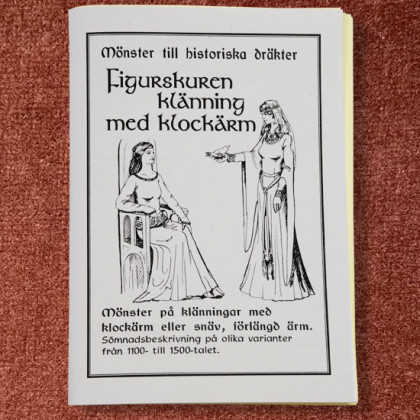 Mönster till historiska dräkter
Figurskuren
klänning
med klockärm
Mönster på klänningar med
klockärm eller snäv, förlängd ärm.
Sömnadsbeskrivning på olika varianter
från 1100- till 1500-talet.